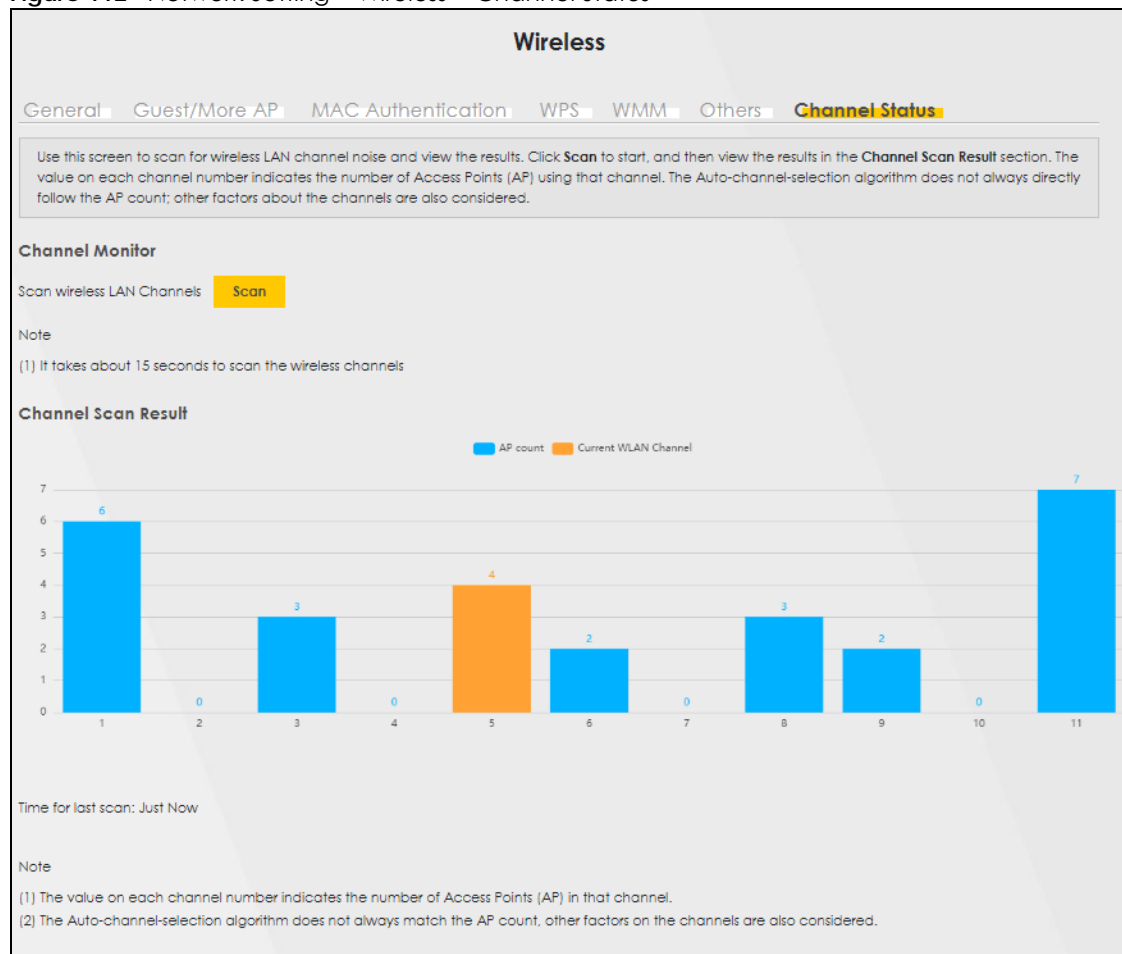 Wireless
General Guest/More AP MAC Authentication WPS WMM Others Channel Status
Use this screen to scan for wireless LAN channel noise and view the results. Click Scan to start, and then view the results in the Channel Scan Result section. The
value on each channel number indicates the number of Access Points (AP) using that channel. The Auto-channel-selection algorithm does not always directly
follow the AP count; other factors about the channels are also considered.
Channel Monitor
Scan wireless LAN Channels Scan
Note
(1) It takes about 15 seconds to scan the wireless channels
Channel Scan Result
AP count Current WLAN Channel
7
7
6
6
5
4
4
3
3
3
2
2
2
1
0
0
0
0
0
1 2 3 4 5 6 7 8 9 10 11
Time for last scan: Just Now
Note
(1) The value on each channel number indicates the number of Access Points (AP) in that channel.
(2) The Auto-channel-selection algorithm does not always match the AP count, other factors on the channels are also considered.